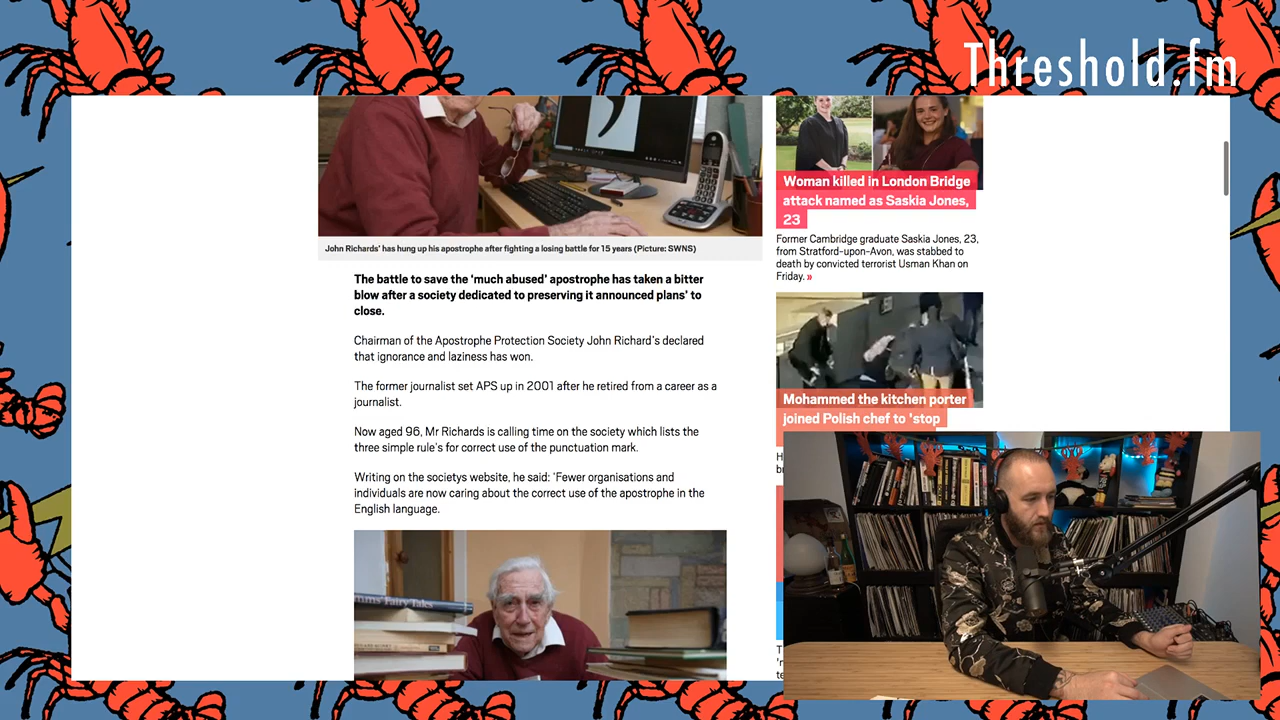 Threshold.fm
John Richards' has hung up his apostrophe after fighting a losing battle for 15 years (Picture: SWNS)
The battle to save the ‘much abused’ apostrophe has taken a bitter
blow after a society dedicated to preserving it announced plans’ to
close.
Chairman of the Apostrophe Protection Society John Richard’s declared
that ignorance and laziness has won.
The former journalist set APS up in 2001 after he retired from a career as a
journalist.
Now aged 96, Mr Richards is calling time on the society which lists the
three simple rule’s for correct use of the punctuation mark.
Writing on the societys website, he said: ‘Fewer organisations and
individuals are now caring about the correct use of the apostrophe in the
English language.
Woman killed in London Bridge
attack named as Saskia Jones,
23
Former Cambridge graduate Saskia Jones, 23,
from Stratford-upon-Avon, was stabbed to
death by convicted terrorist Usman Khan on
Friday. »
Mohammed the kitchen porter
joined Polish chef to ‘stop